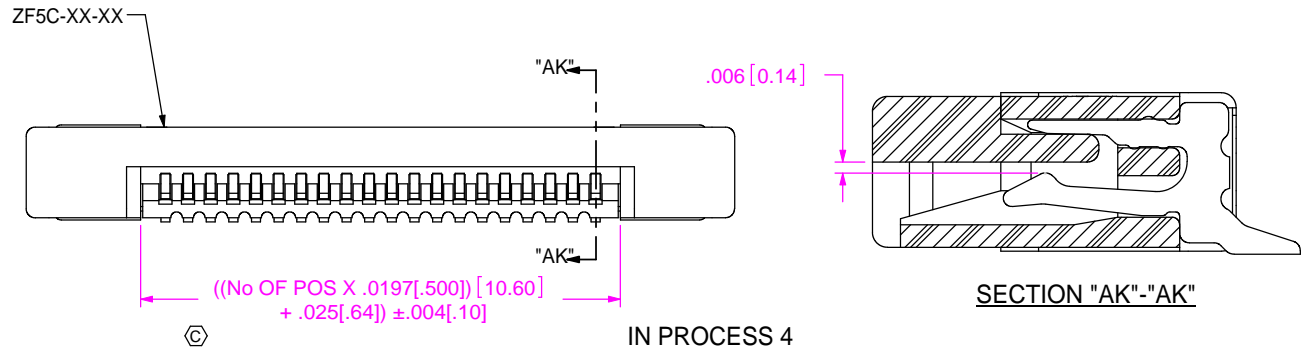 ZF5C-XX-XX
"AK"
.006 [0.14]
"AK"
((No OF POS X .0197[.500]) [10.60]
+ .025[.64]) ±.004[.10]
SECTION "AK"-"AK"
C
IN PROCESS 4